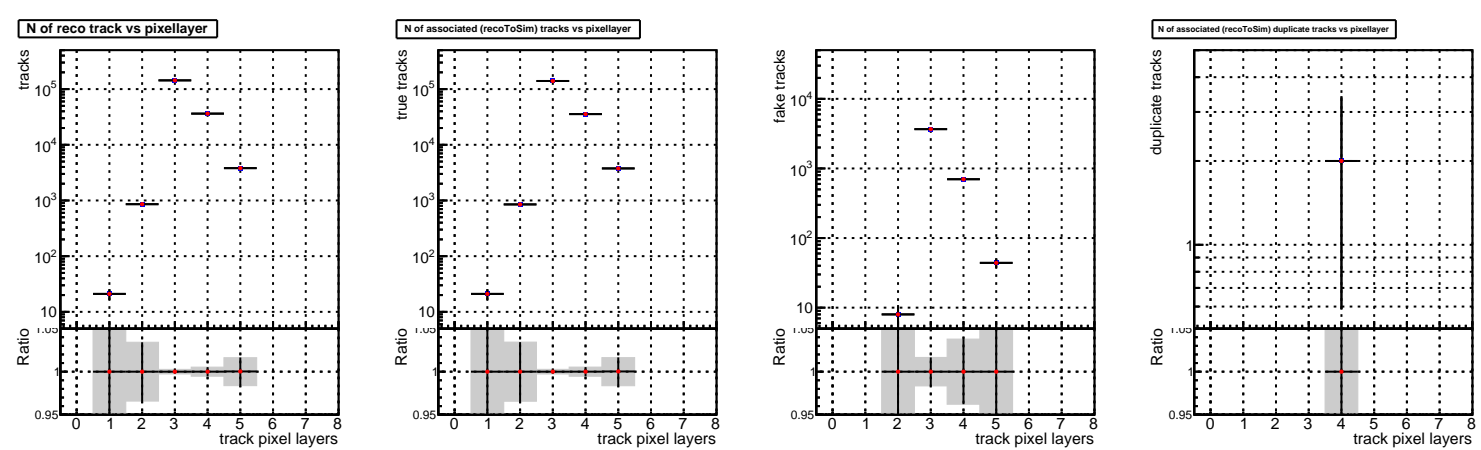 N of reco track vs pixellayer
tracks
10^5
10^4
10^3
10^2
10
Ratio
1.05
1
0.95
0 1 2 3 4 5 6 7 8
track pixel layers
N of associated (recoToSim) tracks vs pixellayer
true tracks
10^5
10^4
10^3
10^2
10
Ratio
1.05
1
0.95
0 1 2 3 4 5 6 7 8
track pixel layers
fake tracks
10^4
10^3
10^2
10
Ratio
1.05
1
0.95
0 1 2 3 4 5 6 7 8
track pixel layers
N of associated (recoToSim) duplicate tracks vs pixellayer
duplicate tracks
1
Ratio
1.05
1
0.95
0 1 2 3 4 5 6 7 8
track pixel layers